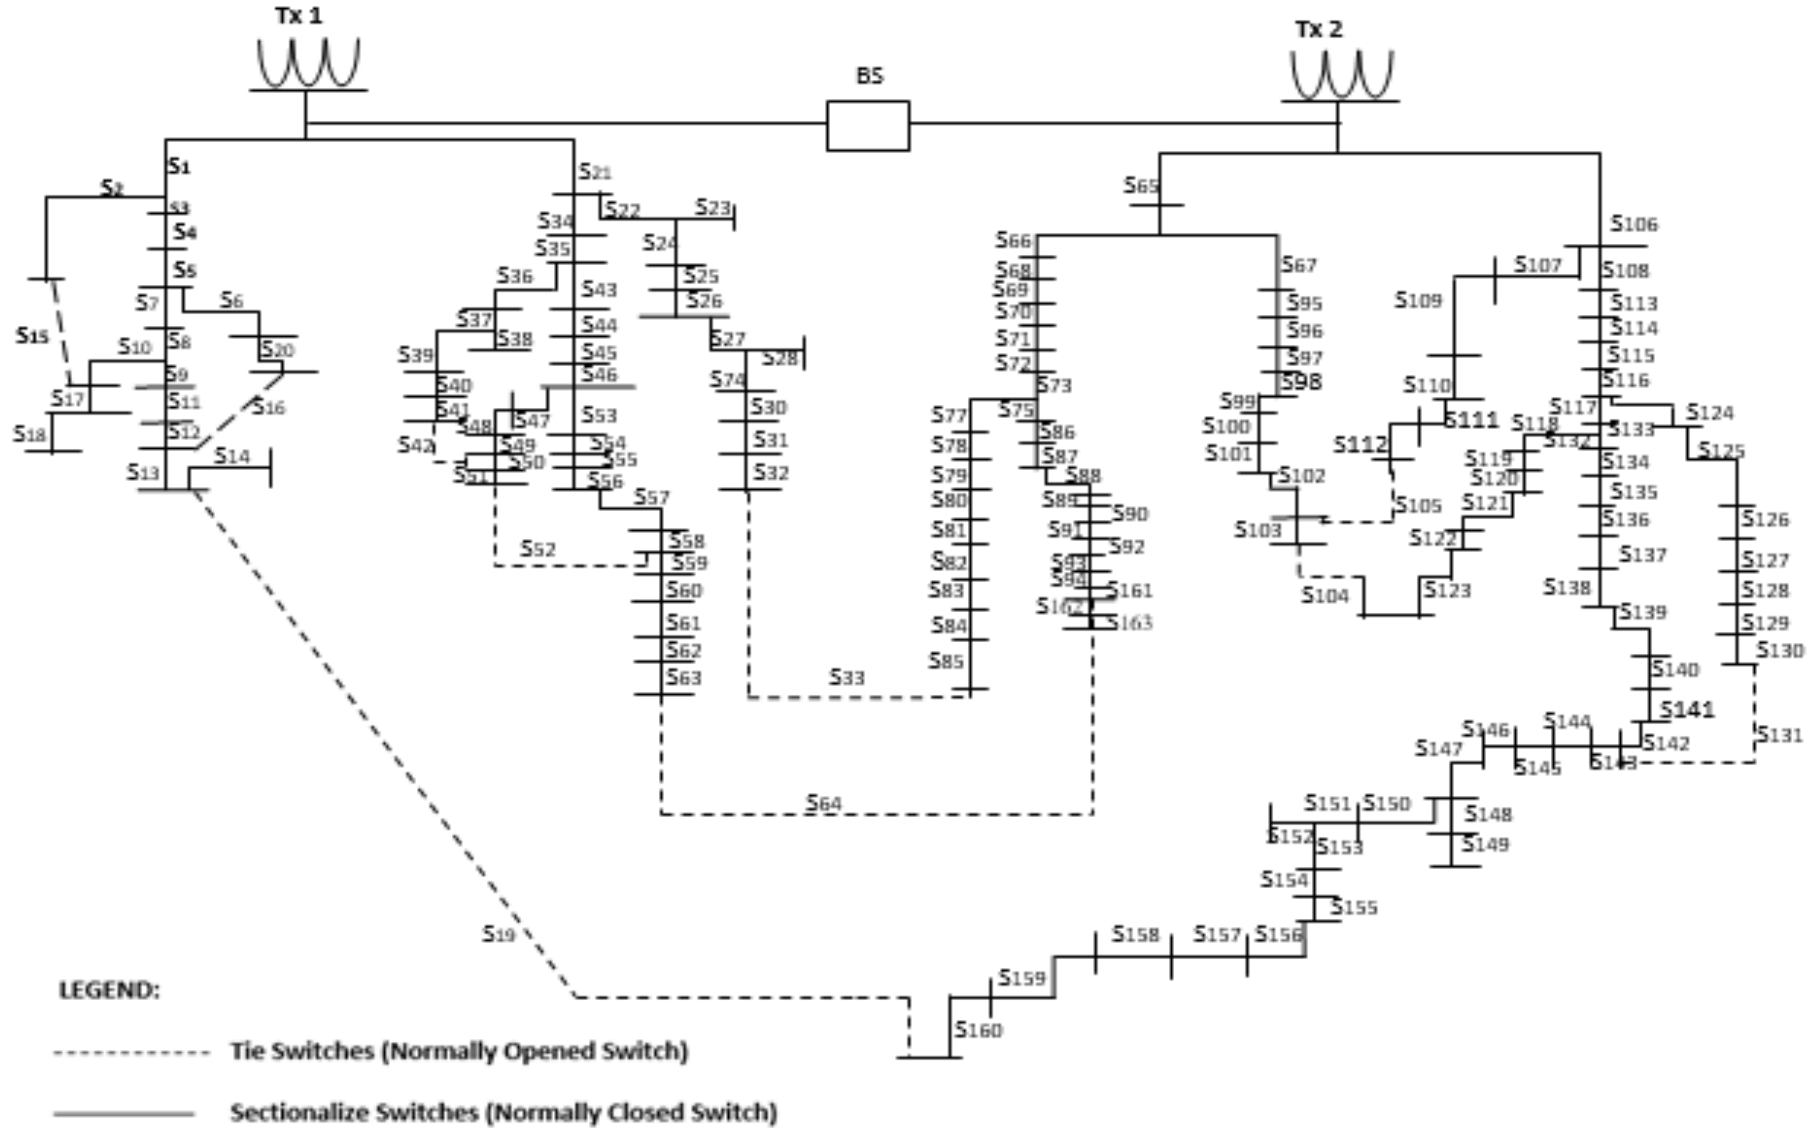 Tx 1
Tx 2
BS
S1
S2
S3
S4
S5
S6
S7
S8
S9
S10
S11
S12
S13
S14
S15
S16
S17
S18
S19
S20
S21
S22
S23
S24
S25
S26
S27
S28
S74
S30
S31
S32
S33
S34
S35
S36
S37
S38
S39
S40
S41
S42
S43
S44
S45
S46
S47
S48
S49
S50
S51
S52
S53
S54
S55
S56
S57
S58
S59
S60
S61
S62
S63
S64
S65
S66
S67
S68
S69
S70
S71
S72
S73
S75
S77
S78
S79
S80
S81
S82
S83
S84
S85
S86
S87
S88
S89
S90
S91
S92
S93
S94
S161
S162
S163
S95
S96
S97
S98
S99
S100
S101
S102
S103
S104
S105
S106
S107
S108
S109
S110
S111
S112
S113
S114
S115
S116
S117
S118
S119
S120
S121
S122
S123
S124
S125
S126
S127
S128
S129
S130
S131
S132
S133
S134
S135
S136
S137
S138
S139
S140
S141
S142
S143
S144
S145
S146
S147
S148
S149
S150
S151
S152
S153
S154
S155
S156
S157
S158
S159
S160
LEGEND:
Tie Switches (Normally Opened Switch)
Sectionalize Switches (Normally Closed Switch)